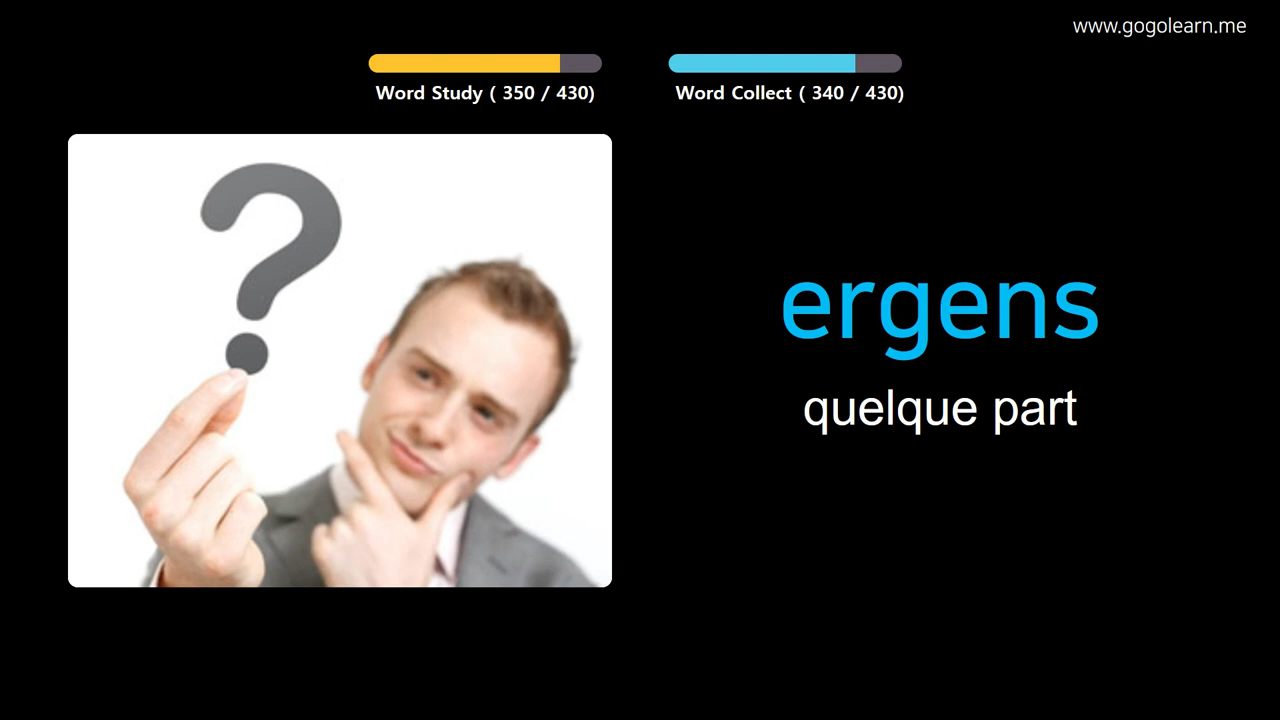 www.gogolearn.me
Word Study ( 350 / 430)
Word Collect ( 340 / 430)
?
ergens
quelque part